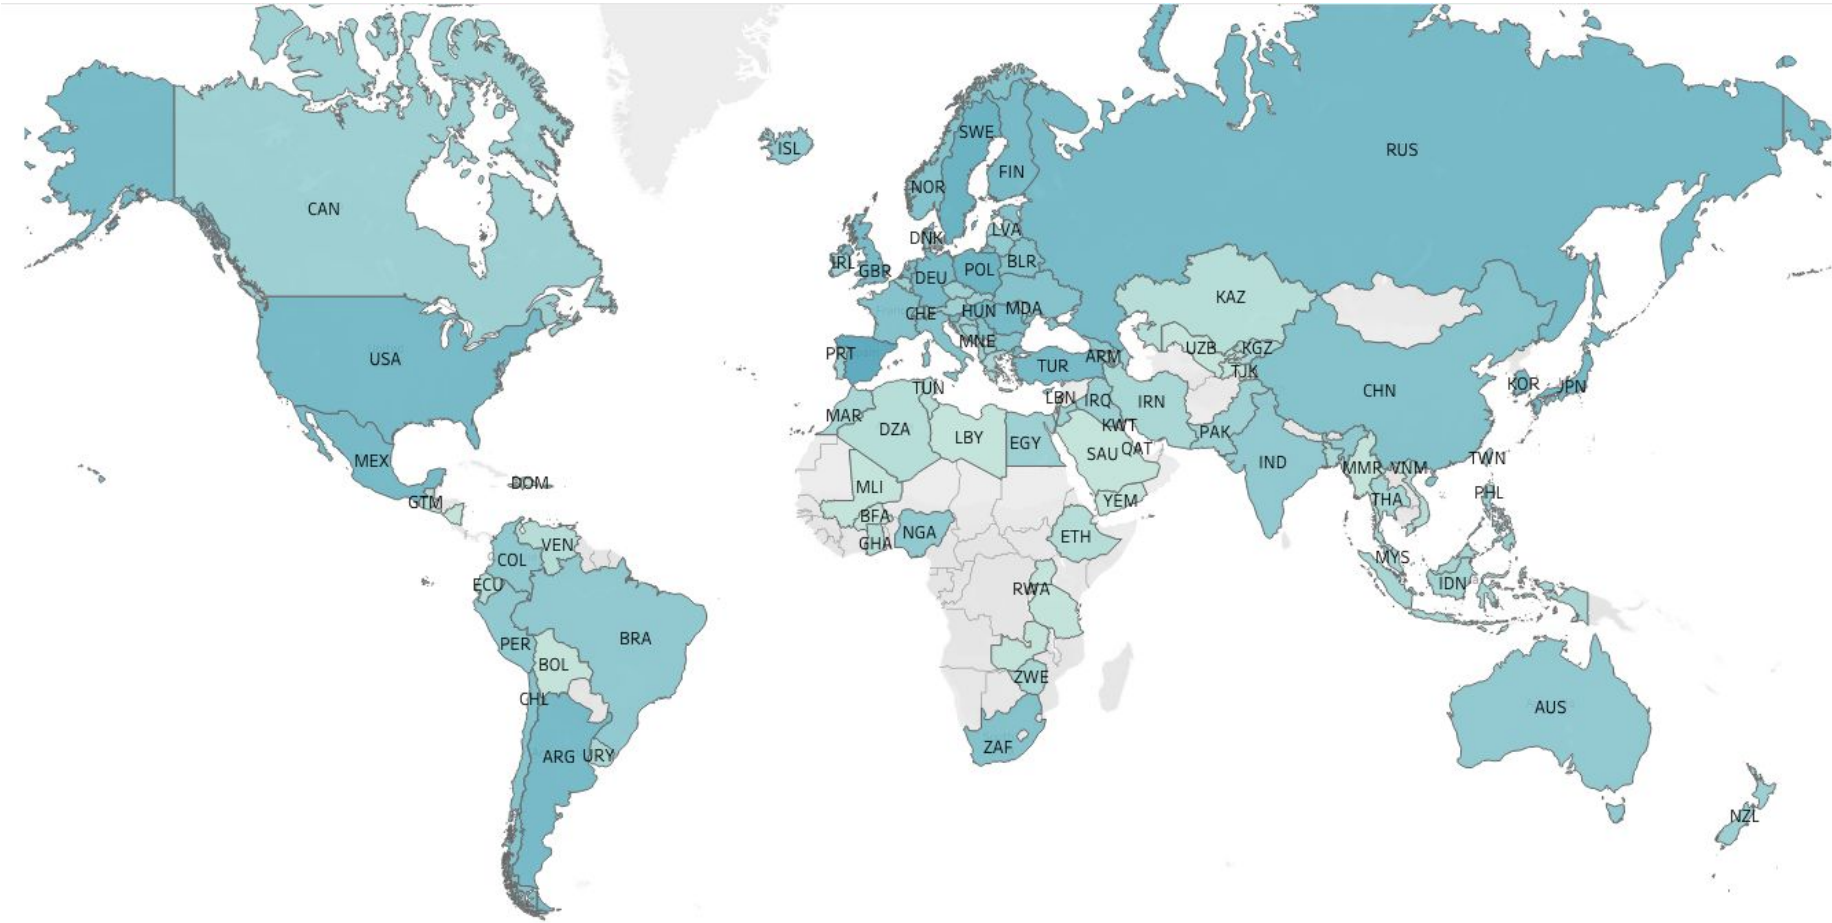 SWE
ISL
RUS
FIN
NOR
CAN
LVA
DNK
IRL
GBR
BLR
DEU
POL
KAZ
MDA
CHE
HUN
MNE
UZB
KGZ
PRT
ARM
USA
TUR
TJK
KOR
JPN
TUN
CHN
LBN
IRQ
IRN
MAR
KWT
DZA
LBY
EGY
PAK
SAU
QAT
MEX
IND
TWN
MMR
VNM
DOM
MLI
PHL
GTM
YEM
THA
BFA
NGA
ETH
GHA
VEN
COL
MYS
ECU
RWA
IDN
BRA
PER
BOL
ZWE
CHL
AUS
ZAF
ARG
URY
NZL